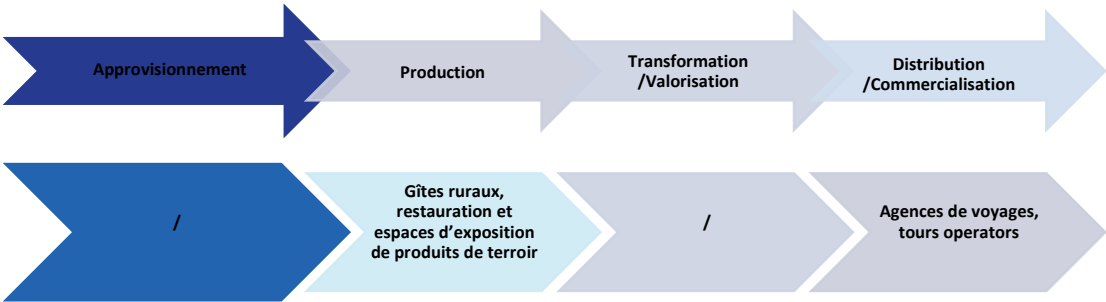 Approvisionnement
Production
Transformation
/Valorisation
Distribution
/Commercialisation
/
Gîtes ruraux,
restauration et
espaces d'exposition
de produits de terroir
/
Agences de voyages,
tours operators